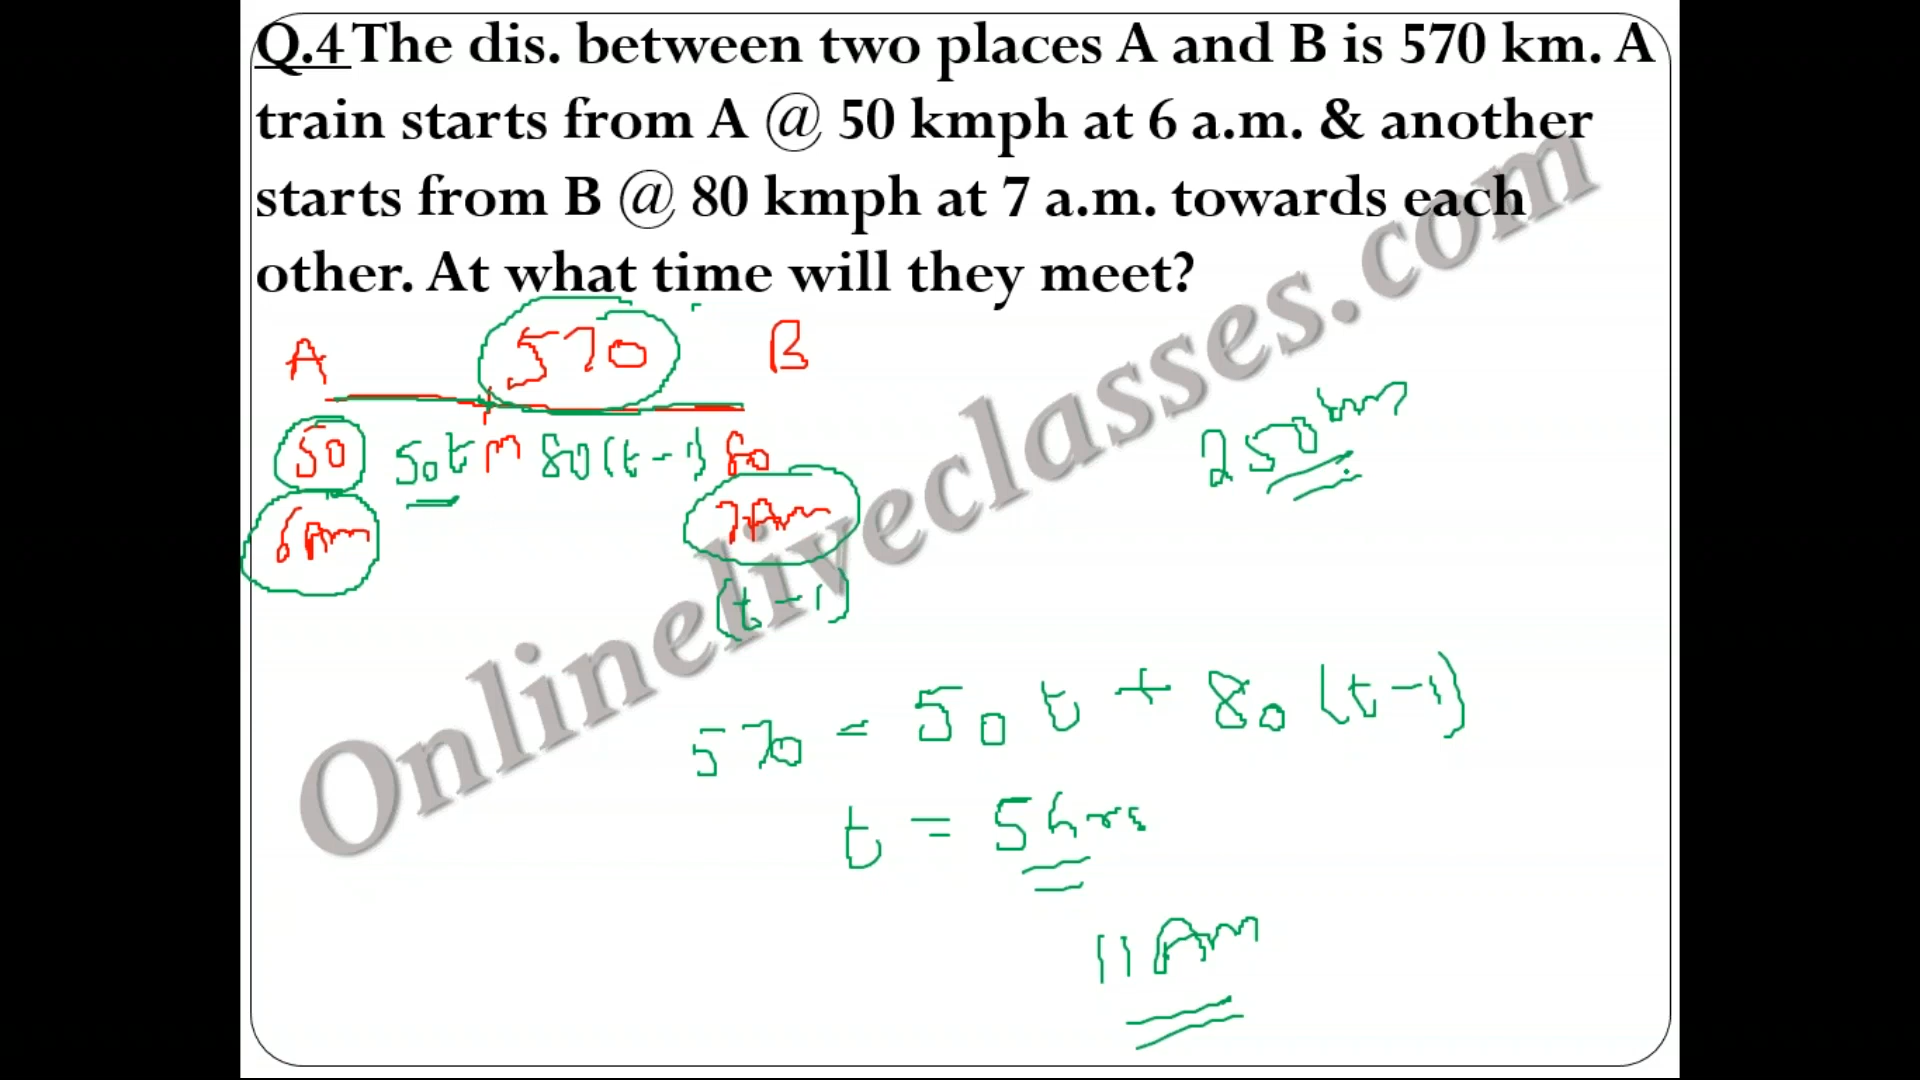 Q.4 The dis. between two places A and B is 570 km. A
train starts from A @ 50 kmph at 6 a.m. & another
starts from B @ 80 kmph at 7 a.m. towards each
other. At what time will they meet?
A 570 B
50 50t m 80(t-1) 80
250km
6Am 7Am
(t-1)
570 = 50t + 80(t-1)
t = 5hrs
11Am
Onlineliveclasses.com